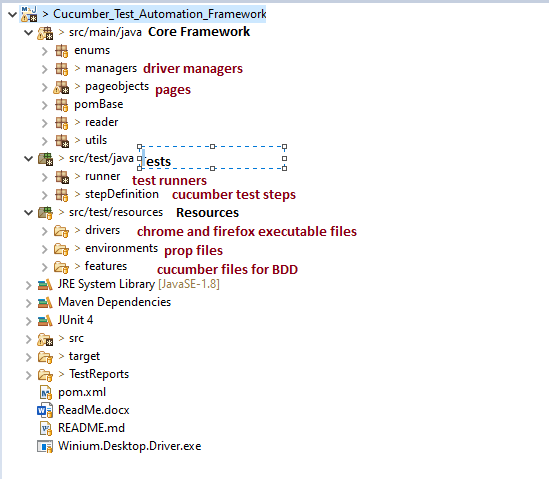 > Cucumber_Test_Automation_Framework
> src/main/java Core Framework
enums
> managers driver managers
> pageobjects pages
pomBase
> reader
> utils
> src/test/java ests
> runner test runners
> stepDefinition cucumber test steps
> src/test/resources Resources
> drivers chrome and firefox executable files
> environments prop files
> features cucumber files for BDD
JRE System Library [JavaSE-1.8]
Maven Dependencies
JUnit 4
> src
> target
> TestReports
pom.xml
ReadMe.docx
README.md
Winium.Desktop.Driver.exe